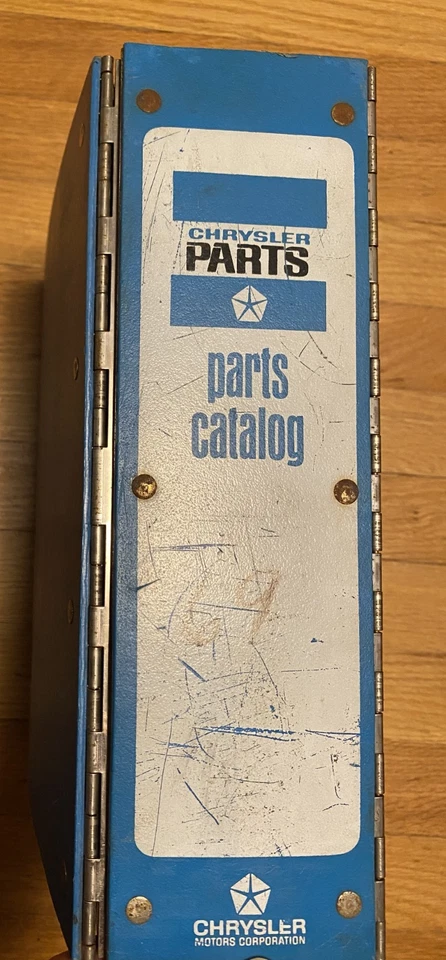 CHRYSLER
PARTS
parts
catalog
CHRYSLER
MOTORS CORPORATION